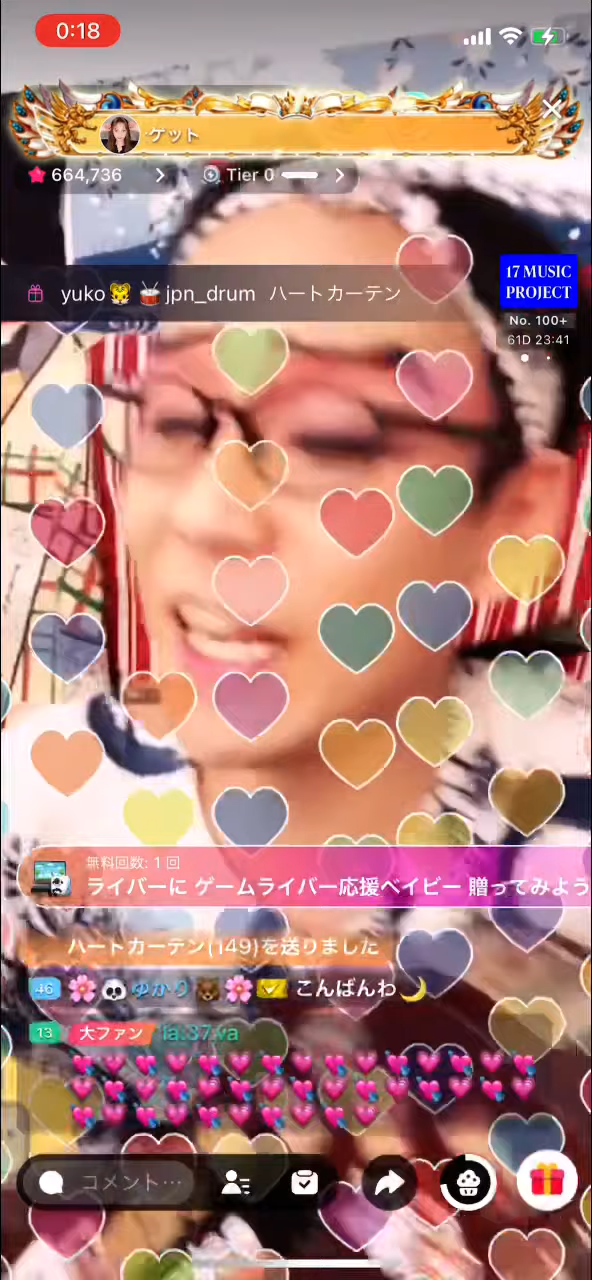 0:18
ゲット
664,736
Tier 0
yuko🐯 🥁jpn_drum ハートカーテン
17 MUSIC
PROJECT
No. 100+
61D 23:41
無料回数: 1 回
ライバーに ゲームライバー応援ベイビー 贈ってみよう
ハートカーテン(149)を送りました
46 🌸🐼ゆかり🐻🌸 こんばんわ🌙
13 大ファン
コメント…